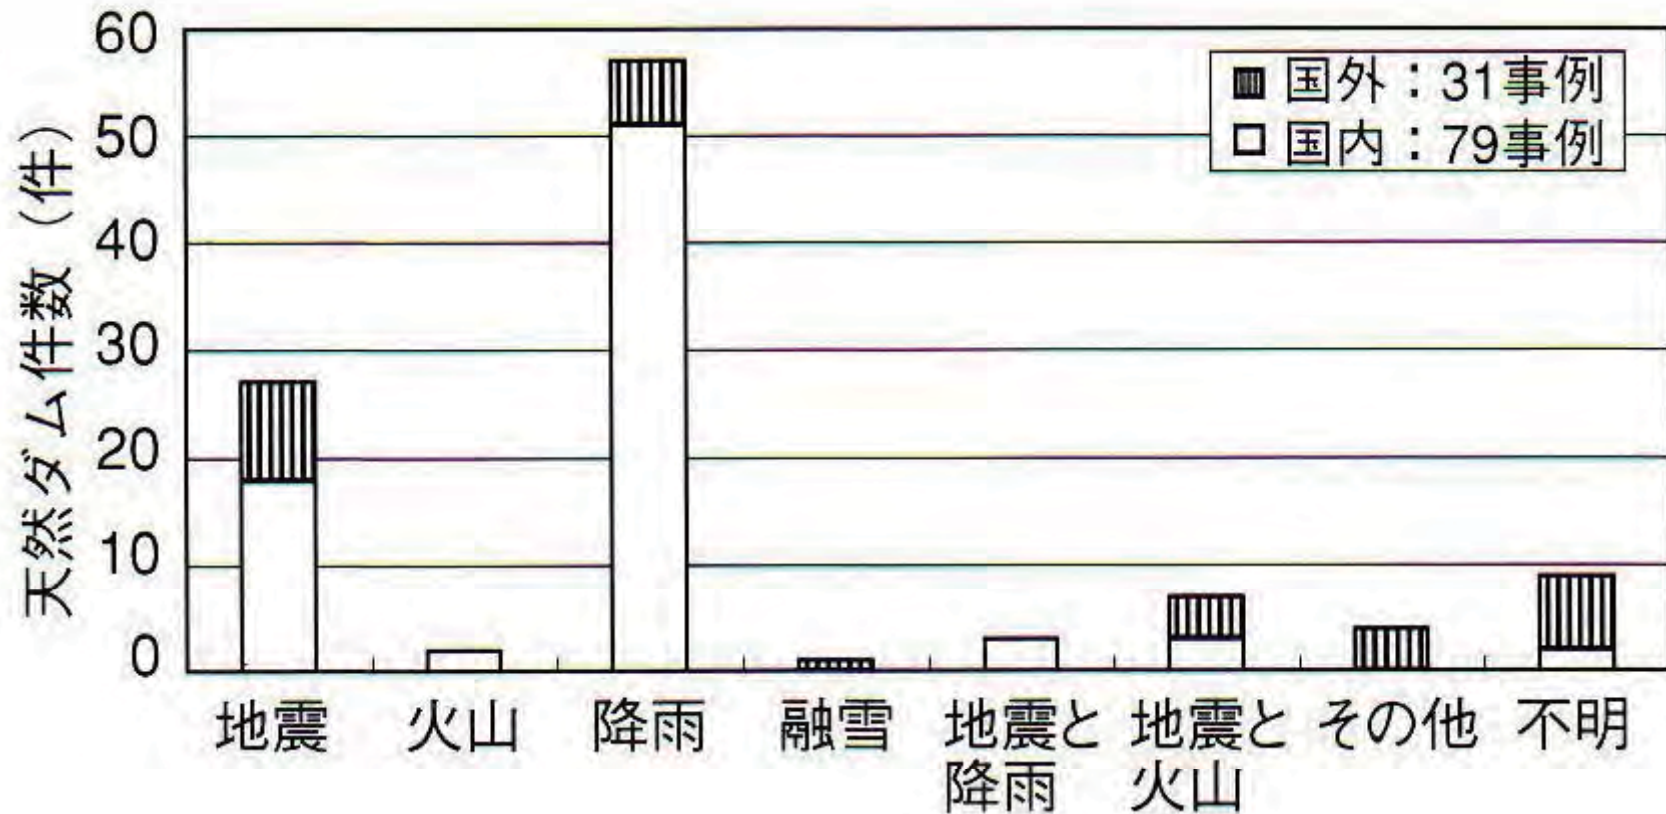 天然ダム件数（件）
60
50
40
30
20
10
0
国外：31事例
国内：79事例
地震
火山
降雨
融雪
地震と
降雨
地震と
火山
その他
不明